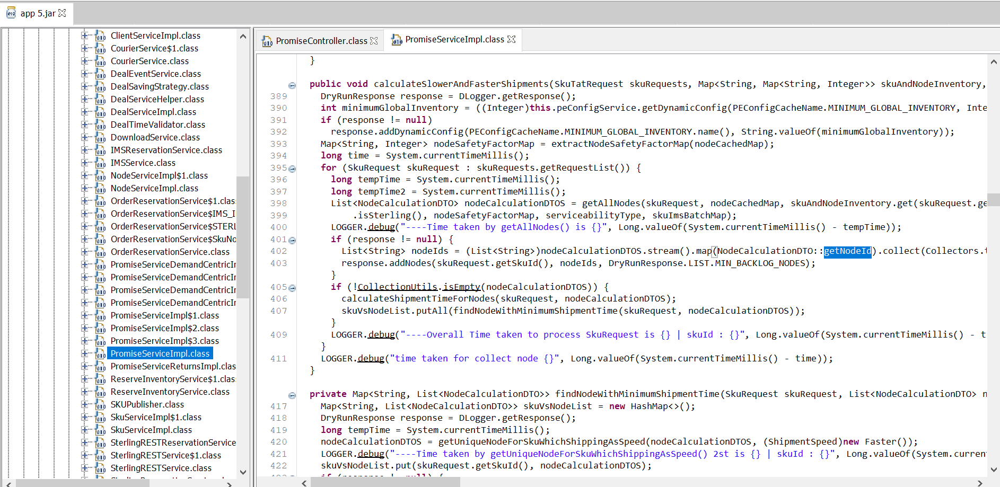 app 5.jar
ClientServiceImpl.class
CourierService$1.class
CourierService.class
DealEventService.class
DealSavingStrategy.class
DealServiceHelper.class
DealServiceImpl.class
DealTimeValidator.class
DownloadService.class
IMSReservationService.class
IMSService.class
NodeServiceImpl$1.class
NodeServiceImpl.class
OrderReservationService$1.clas
OrderReservationService$IMS_I
OrderReservationService$STERL
OrderReservationService$SkuNo
OrderReservationService.class
PromiseServiceDemandCentricIr
PromiseServiceDemandCentricIr
PromiseServiceDemandCentricIr
PromiseServiceDemandCentricIr
PromiseServiceImpl$1.class
PromiseServiceImpl$2.class
PromiseServiceImpl$3.class
PromiseServiceImpl.class
PromiseServiceReturnsImpl.clas
ReserveInventoryService$1.clas
ReserveInventoryService.class
SKUPublisher.class
SkuServiceImpl$1.class
SkuServiceImpl.class
SterlingRESTReservationService
SterlingRESTService$1.class
SterlingRESTService.class
PromiseController.class
PromiseServiceImpl.class
}
public void calculateSlowerAndFasterShipments(SkuTatRequest skuRequests, Map<String, Map<String, Integer>> skuAndNodeInventory,
389 DryRunResponse response = DLogger.getResponse();
390 int minimumGlobalInventory = ((Integer)this.peConfigService.getDynamicConfig(PEConfigCacheName.MINIMUM_GLOBAL_INVENTORY, Inte
391 if (response != null)
392 response.addDynamicConfig(PEConfigCacheName.MINIMUM_GLOBAL_INVENTORY.name(), String.valueOf(minimumGlobalInventory));
393 Map<String, Integer> nodeSafetyFactorMap = extractNodeSafetyFactorMap(nodeCachedMap);
394 long time = System.currentTimeMillis();
395 for (SkuRequest skuRequest : skuRequests.getRequestList()) {
396 long tempTime = System.currentTimeMillis();
397 long tempTime2 = System.currentTimeMillis();
398 List<NodeCalculationDTO> nodeCalculationDTOS = getAllNodes(skuRequest, nodeCachedMap, skuAndNodeInventory.get(skuRequest.ge
399 .isSterling(), nodeSafetyFactorMap, serviceabilityType, skuImsBatchMap);
400 LOGGER.debug("----Time taken by getAllNodes() is {}", Long.valueOf(System.currentTimeMillis() - tempTime));
401 if (response != null) {
402 List<String> nodeIds = (List<String>)nodeCalculationDTOS.stream().map(NodeCalculationDTO::getNodeId).collect(Collectors.t
403 response.addNodes(skuRequest.getSkuId(), nodeIds, DryRunResponse.LIST.MIN_BACKLOG_NODES);
}
405 if (!CollectionUtils.isEmpty(nodeCalculationDTOS)) {
406 calculateShipmentTimeForNodes(skuRequest, nodeCalculationDTOS);
407 skuVsNodeList.putAll(findNodeWithMinimumShipmentTime(skuRequest, nodeCalculationDTOS));
}
409 LOGGER.debug("----Overall Time taken to process SkuRequest is {} | skuId : {}", Long.valueOf(System.currentTimeMillis() - t
}
411 LOGGER.debug("time taken for collect node {}", Long.valueOf(System.currentTimeMillis() - time));
}
private Map<String, List<NodeCalculationDTO>> findNodeWithMinimumShipmentTime(SkuRequest skuRequest, List<NodeCalculationDTO> n
417 Map<String, List<NodeCalculationDTO>> skuVsNodeList = new HashMap<>();
418 DryRunResponse response = DLogger.getResponse();
419 long tempTime = System.currentTimeMillis();
420 nodeCalculationDTOS = getUniqueNodeForSkuWhichShippingAsSpeed(nodeCalculationDTOS, (ShipmentSpeed)new Faster());
421 LOGGER.debug("----Time taken by getUniqueNodeForSkuWhichShippingAsSpeed() 2st is {} | skuId : {}", Long.valueOf(System.curren
422 skuVsNodeList.put(skuRequest.getSkuId(), nodeCalculationDTOS);